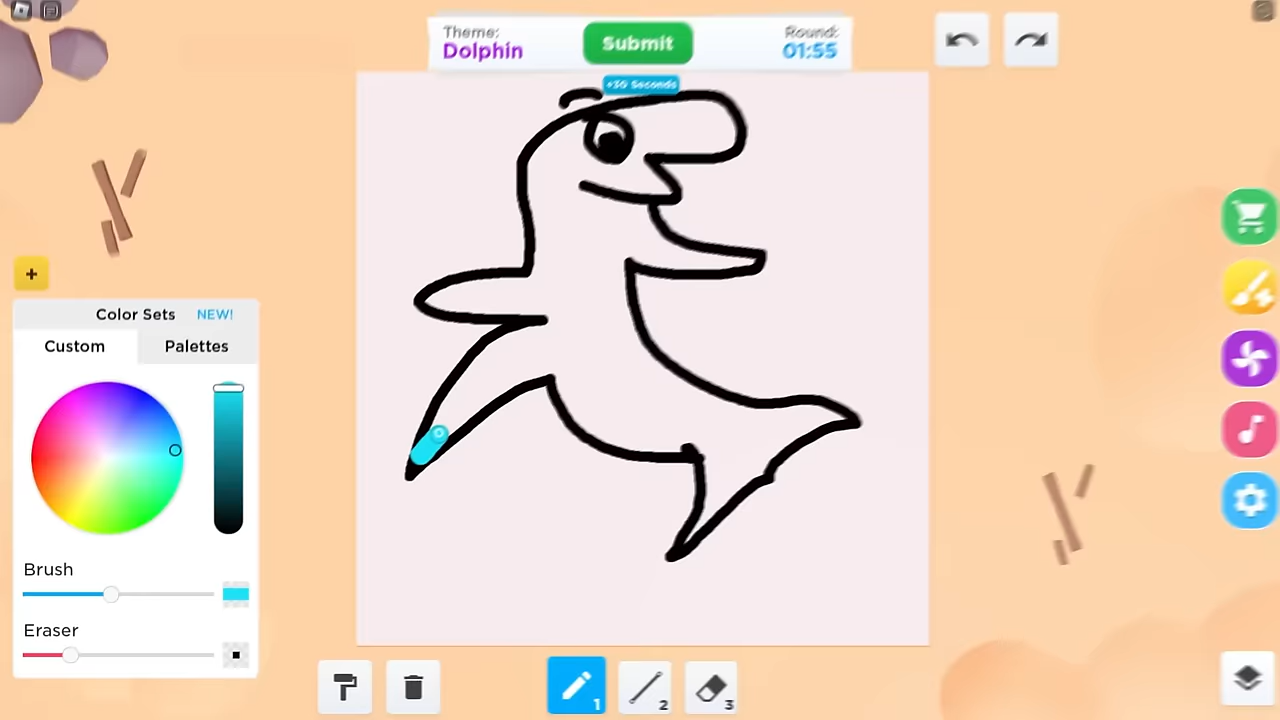 Theme:
Dolphin
Submit
Round:
01:55
+30 Seconds
+
Color Sets NEW!
Custom Palettes
Brush
Eraser
1
2
3